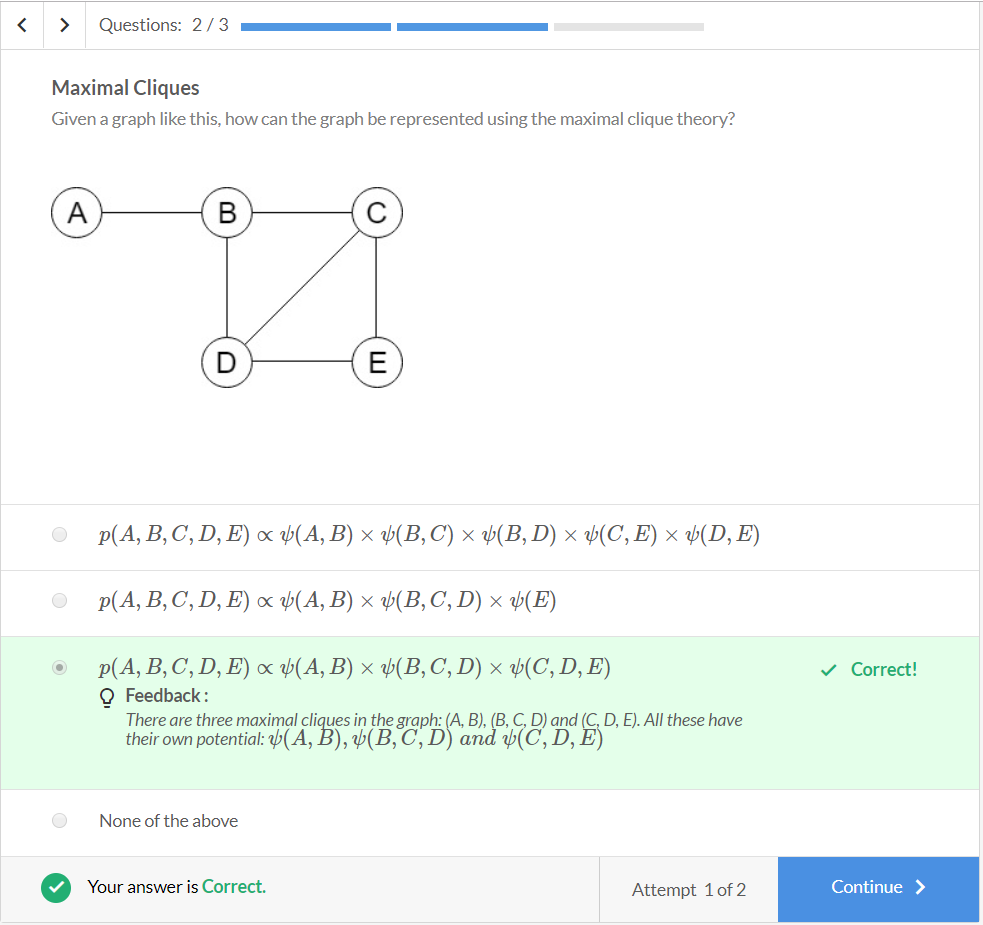 Questions: 2 / 3
Maximal Cliques
Given a graph like this, how can the graph be represented using the maximal clique theory?
A B C
D E
p(A, B, C, D, E) ∝ ψ(A, B) × ψ(B, C) × ψ(B, D) × ψ(C, E) × ψ(D, E)
p(A, B, C, D, E) ∝ ψ(A, B) × ψ(B, C, D) × ψ(E)
p(A, B, C, D, E) ∝ ψ(A, B) × ψ(B, C, D) × ψ(C, D, E)
Correct!
Feedback :
There are three maximal cliques in the graph: (A, B), (B, C, D) and (C, D, E). All these have
their own potential: ψ(A, B), ψ(B, C, D) and ψ(C, D, E)
None of the above
Your answer is Correct.
Attempt 1 of 2
Continue